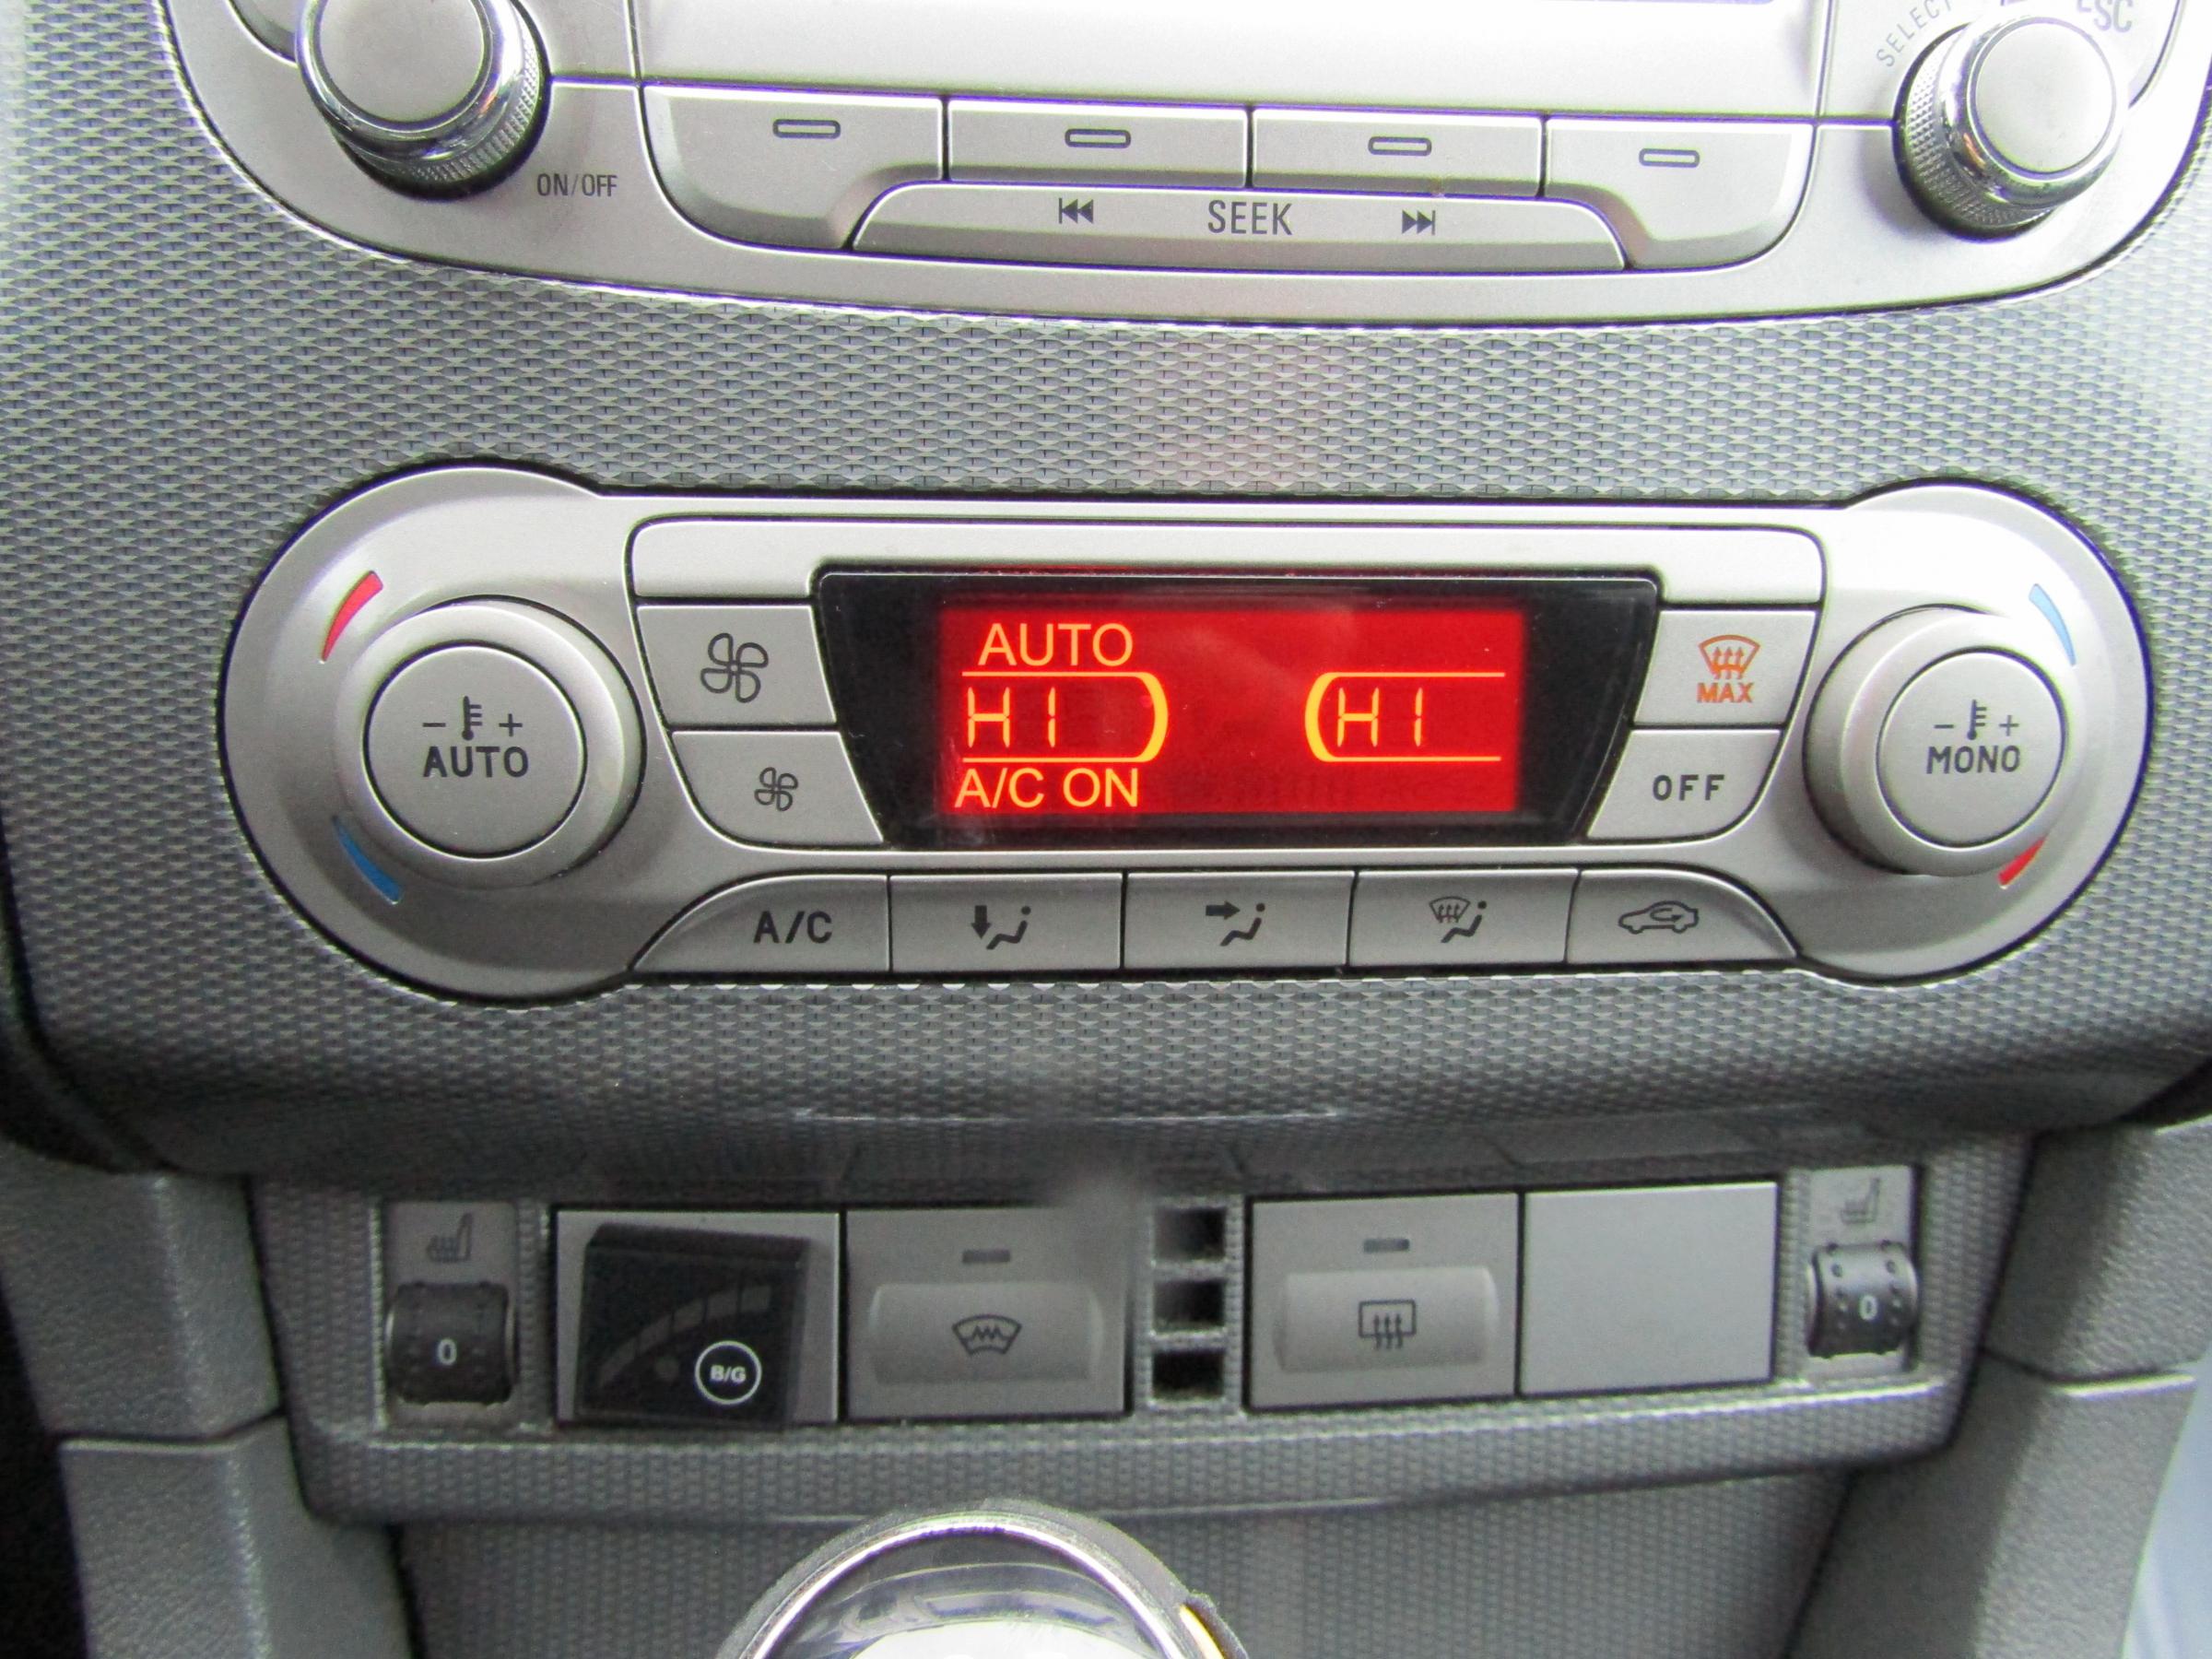 SELECT
ESC
ON/OFF
SEEK
AUTO
HI HI
A/C ON
- + AUTO
MAX
OFF
- + MONO
A/C
0
B/G
0